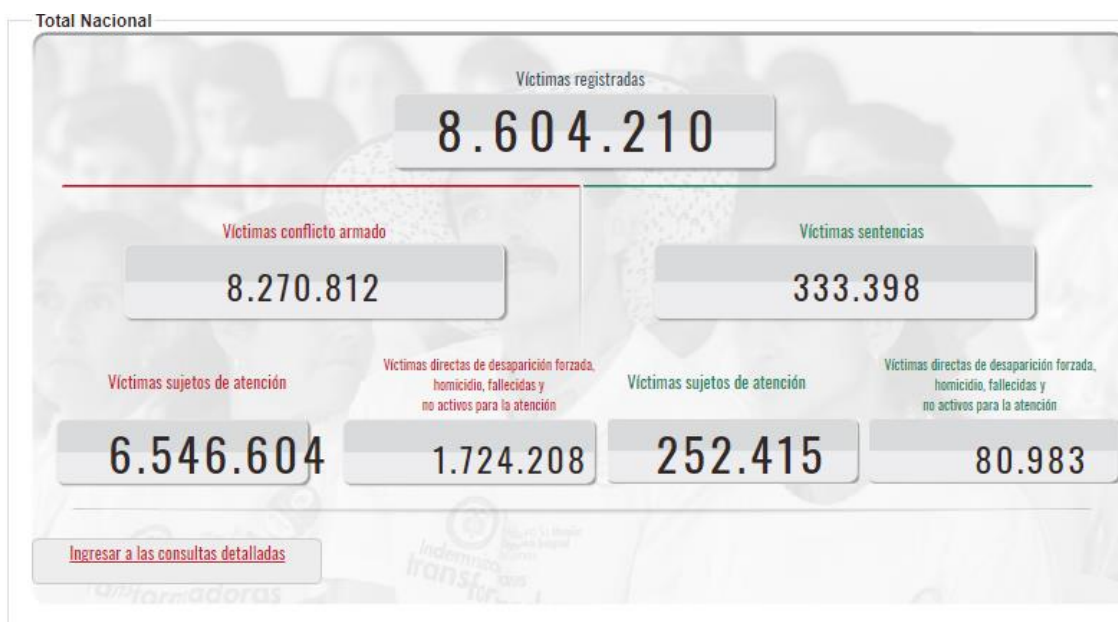 Total Nacional
Víctimas registradas
8.604.210
Víctimas conflicto armado
8.270.812
Víctimas sentencias
333.398
Víctimas sujetos de atención
6.546.604
Víctimas directas de desaparición forzada,
homicidio, fallecidas y
no activos para la atención
1.724.208
Víctimas sujetos de atención
252.415
Víctimas directas de desaparición forzada,
homicidio, fallecidas y
no activos para la atención
80.983
Ingresar a las consultas detalladas